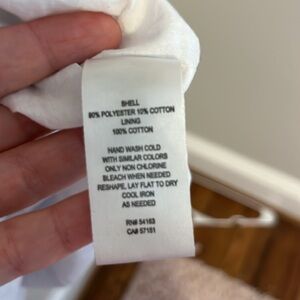 SHELL
90% POLYESTER 10% COTTON
LINING
100% COTTON
HAND WASH COLD
WITH SIMILAR COLORS
ONLY NON CHLORINE
BLEACH WHEN NEEDED
RESHAPE, LAY FLAT TO DRY
COOL IRON
AS NEEDED
RN# 54163
CA# 57151